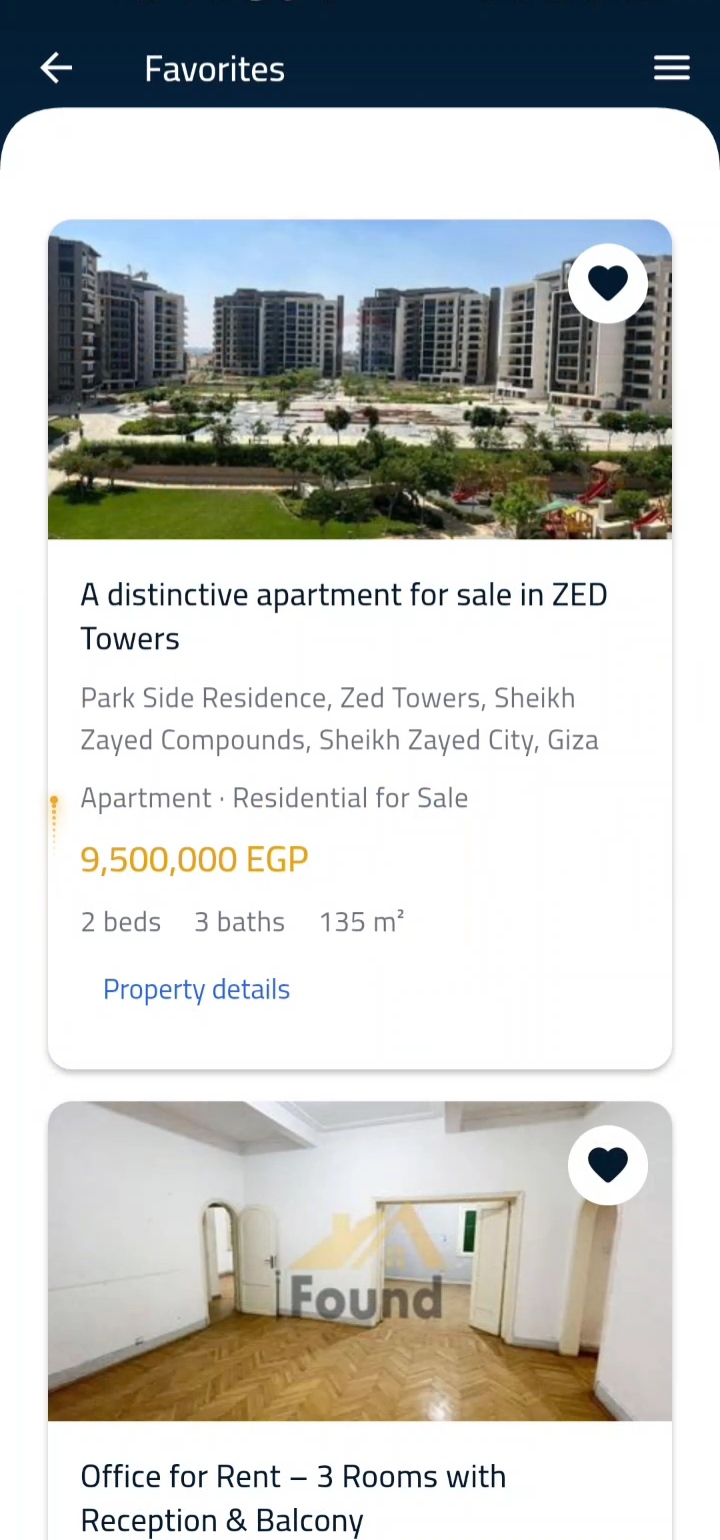 Favorites
A distinctive apartment for sale in ZED
Towers
Park Side Residence, Zed Towers, Sheikh
Zayed Compounds, Sheikh Zayed City, Giza
Apartment · Residential for Sale
9,500,000 EGP
2 beds 3 baths 135 m²
Property details
iFound
Office for Rent – 3 Rooms with
Reception & Balcony